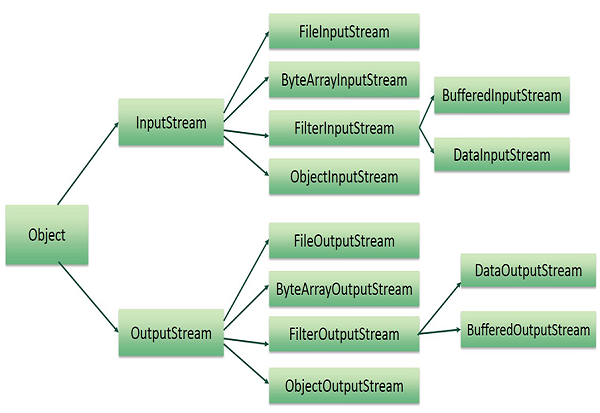 Object
InputStream
FileInputStream
ByteArrayInputStream
FilterInputStream
BufferedInputStream
DataInputStream
ObjectInputStream
OutputStream
FileOutputStream
ByteArrayOutputStream
FilterOutputStream
DataOutputStream
BufferedOutputStream
ObjectOutputStream